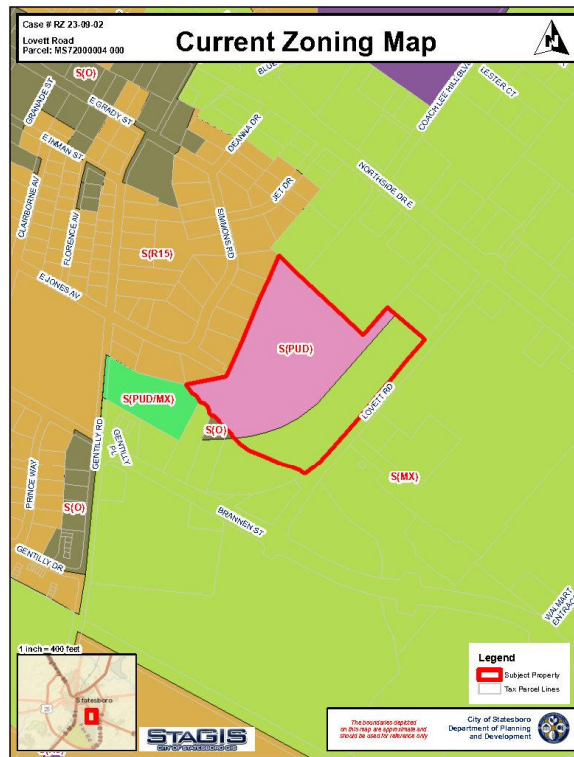 Case # RZ 23-09-02
Lovett Road
Parcel: MS72000004 000
Current Zoning Map
N
S(O)
GRANADE ST
E GRADY ST
E INMAN ST
CLAIRBORNE AV
FLORENCE AV
DEANNA DR
JET DR
SIMMONS RD
S(R15)
E JONES AV
COACH LEE HILL BLV
LESTER CT
NORTHSIDE DR E
S(PUD)
S(PUD/MX)
S(O)
LOVETT RD
GENTILLY RD
GENTILLY PL
S(MX)
PRINCE WAY
S(O)
BRANNEN ST
GENTILLY DR
WALMART
ENTRANC
1 inch = 400 feet
Statesboro
STAGIS
CITY OF STATESBORO GIS
Legend
Subject Property
Tax Parcel Lines
The boundaries depicted
on this map are approximate and
should be used for reference only
City of Statesboro
Department of Planning
and Development